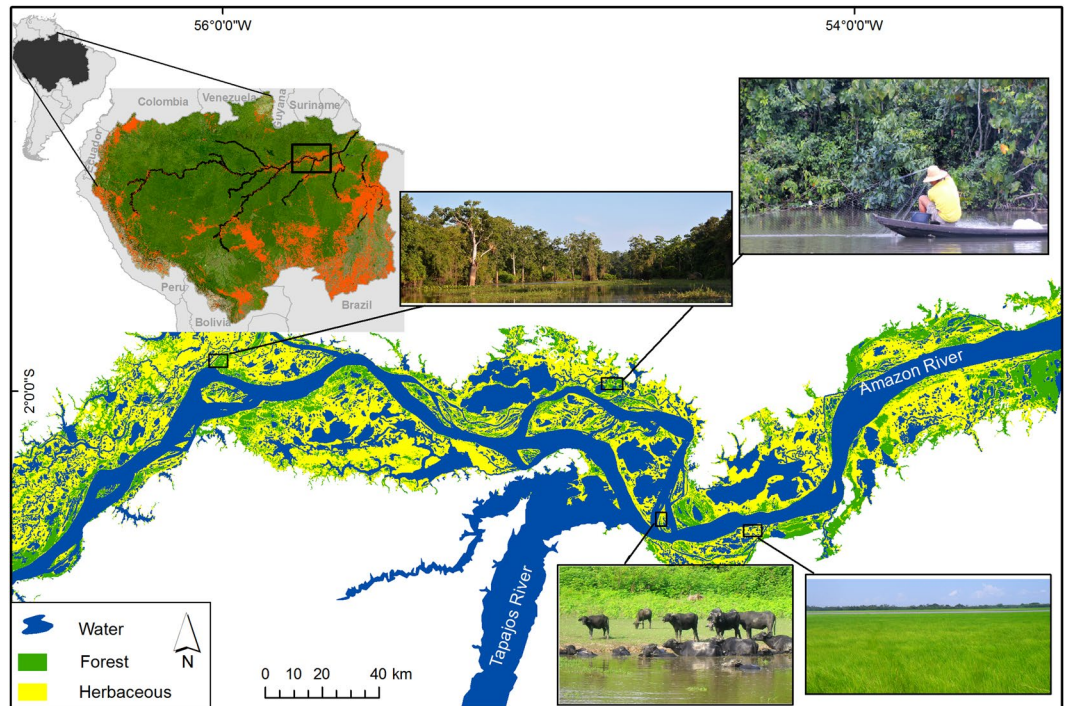 56°0'0"W
54°0'0"W
Colombia
Venezuela
Guyana
Suriname
Ecuador
Peru
Bolivia
Brazil
2°0'0"S
Amazon River
Tapajos River
Water
Forest
Herbaceous
N
0 10 20 40 km